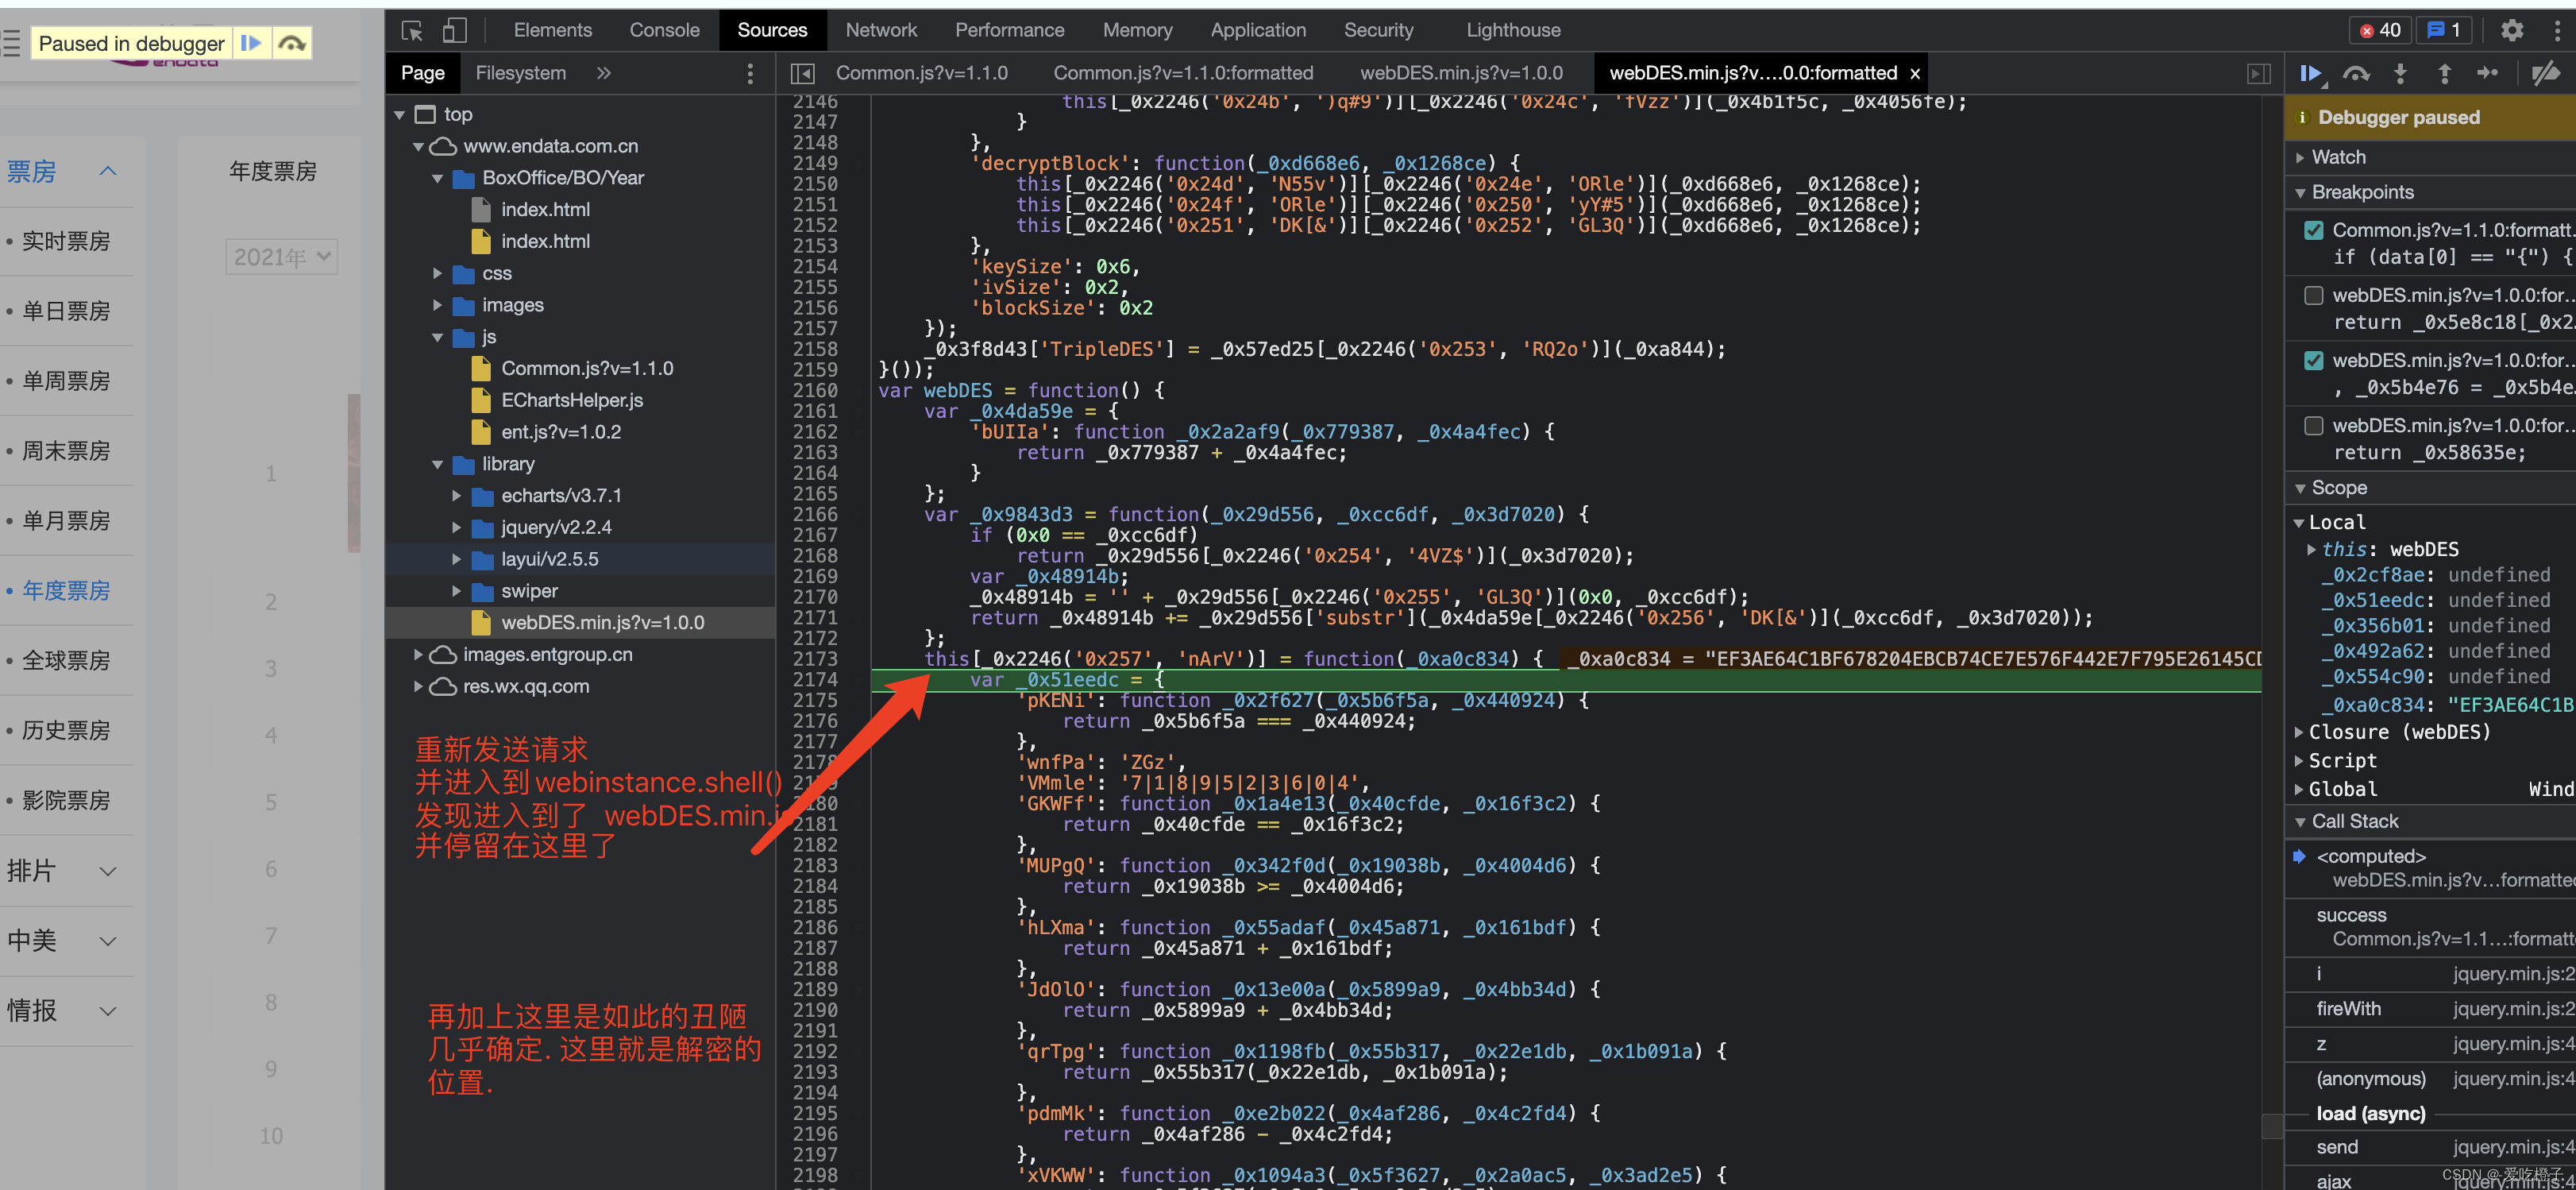 Paused in debugger
endata
票房
实时票房
单日票房
单周票房
周末票房
单月票房
年度票房
全球票房
历史票房
影院票房
排片
中美
情报
年度票房
2021年
1
2
3
4
5
6
7
8
9
10
Elements Console Sources Network Performance Memory Application Security Lighthouse
40 1
Page Filesystem »
Common.js?v=1.1.0 Common.js?v=1.1.0:formatted webDES.min.js?v=1.0.0 webDES.min.js?v....0.0:formatted ×
top
www.endata.com.cn
BoxOffice/BO/Year
index.html
index.html
css
images
js
Common.js?v=1.1.0
EChartsHelper.js
ent.js?v=1.0.2
library
echarts/v3.7.1
jquery/v2.2.4
layui/v2.5.5
swiper
webDES.min.js?v=1.0.0
images.entgroup.cn
res.wx.qq.com
重新发送请求
并进入到 webinstance.shell()
发现进入到了 webDES.min.js
并停留在这里了
再加上这里是如此的丑陋
几乎确定. 这里就是解密的
位置.
2146 this[_0x2246('0x24b', ')q#9')][_0x2246('0x24c', 'fVzz')](_0x4b1f5c, _0x4056fe);
2147 }
2148 },
2149 'decryptBlock': function(_0xd668e6, _0x1268ce) {
2150 this[_0x2246('0x24d', 'N55v')][_0x2246('0x24e', 'ORle')](_0xd668e6, _0x1268ce);
2151 this[_0x2246('0x24f', 'ORle')][_0x2246('0x250', 'yY#5')](_0xd668e6, _0x1268ce);
2152 this[_0x2246('0x251', 'DK[&')][_0x2246('0x252', 'GL3Q')](_0xd668e6, _0x1268ce);
2153 },
2154 'keySize': 0x6,
2155 'ivSize': 0x2,
2156 'blockSize': 0x2
2157 });
2158 _0x3f8d43['TripleDES'] = _0x57ed25[_0x2246('0x253', 'RQ2o')](_0xa844);
2159 }());
2160 var webDES = function() {
2161 var _0x4da59e = {
2162 'bUIIa': function _0x2a2af9(_0x779387, _0x4a4fec) {
2163 return _0x779387 + _0x4a4fec;
2164 }
2165 };
2166 var _0x9843d3 = function(_0x29d556, _0xcc6df, _0x3d7020) {
2167 if (0x0 == _0xcc6df)
2168 return _0x29d556[_0x2246('0x254', '4VZ$')](_0x3d7020);
2169 var _0x48914b;
2170 _0x48914b = '' + _0x29d556[_0x2246('0x255', 'GL3Q')](0x0, _0xcc6df);
2171 return _0x48914b += _0x29d556['substr'](_0x4da59e[_0x2246('0x256', 'DK[&')](_0xcc6df, _0x3d7020));
2172 };
2173 this[_0x2246('0x257', 'nArV')] = function(_0xa0c834) { _0xa0c834 = "EF3AE64C1BF678204EBCB74CE7E576F442E7F795E26145CD
2174 var _0x51eedc = {
2175 'pKENi': function _0x2f627(_0x5b6f5a, _0x440924) {
2176 return _0x5b6f5a === _0x440924;
2177 },
2178 'wnfPa': 'ZGz',
2179 'VMmle': '7|1|8|9|5|2|3|6|0|4',
2180 'GKWFf': function _0x1a4e13(_0x40cfde, _0x16f3c2) {
2181 return _0x40cfde == _0x16f3c2;
2182 },
2183 'MUPgQ': function _0x342f0d(_0x19038b, _0x4004d6) {
2184 return _0x19038b >= _0x4004d6;
2185 },
2186 'hLXma': function _0x55adaf(_0x45a871, _0x161bdf) {
2187 return _0x45a871 + _0x161bdf;
2188 },
2189 'JdOlO': function _0x13e00a(_0x5899a9, _0x4bb34d) {
2190 return _0x5899a9 + _0x4bb34d;
2191 },
2192 'qrTpg': function _0x1198fb(_0x55b317, _0x22e1db, _0x1b091a) {
2193 return _0x55b317(_0x22e1db, _0x1b091a);
2194 },
2195 'pdmMk': function _0xe2b022(_0x4af286, _0x4c2fd4) {
2196 return _0x4af286 - _0x4c2fd4;
2197 },
2198 'xVKWW': function _0x1094a3(_0x5f3627, _0x2a0ac5, _0x3ad2e5) {
Debugger paused
Watch
Breakpoints
Common.js?v=1.1.0:formatt...
if (data[0] == "{") {
webDES.min.js?v=1.0.0:for...
return _0x5e8c18[_0x2...
webDES.min.js?v=1.0.0:for...
, _0x5b4e76 = _0x5b4e...
webDES.min.js?v=1.0.0:for...
return _0x58635e;
Scope
Local
this: webDES
_0x2cf8ae: undefined
_0x51eedc: undefined
_0x356b01: undefined
_0x492a62: undefined
_0x554c90: undefined
_0xa0c834: "EF3AE64C1B
Closure (webDES)
Script
Global Wind
Call Stack
<computed>
webDES.min.js?v...formatted
success
Common.js?v=1.1...:formatt
i jquery.min.js:2
fireWith jquery.min.js:2
z jquery.min.js:4
(anonymous) jquery.min.js:4
load (async)
send jquery.min.js:4
ajax jquery.min.js:4
CSDN @-爱吃橙子